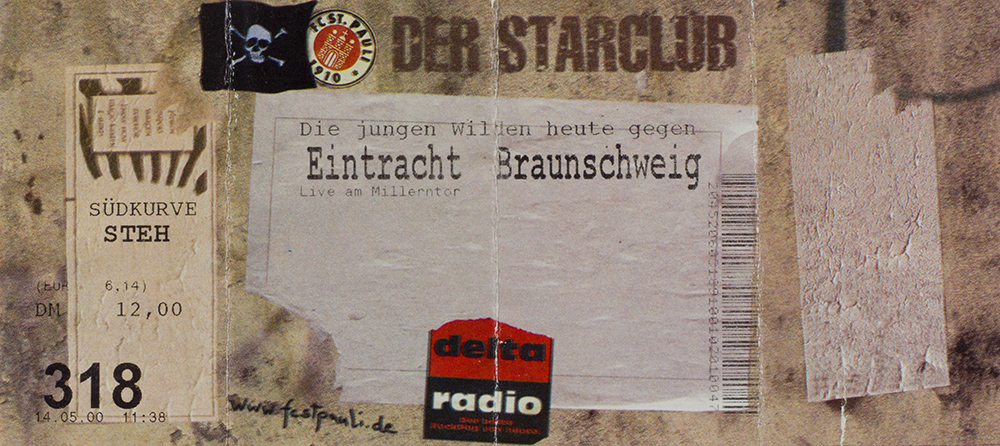 FC ST. PAULI
1910
DER STARCLUB
Die jungen Wilden heute gegen
Eintracht Braunschweig
Live am Millerntor
SÜDKURVE
STEH
(EUR 6,14)
DM 12,00
318
14.05.00 11:38
www.fcstpauli.de
delta
radio